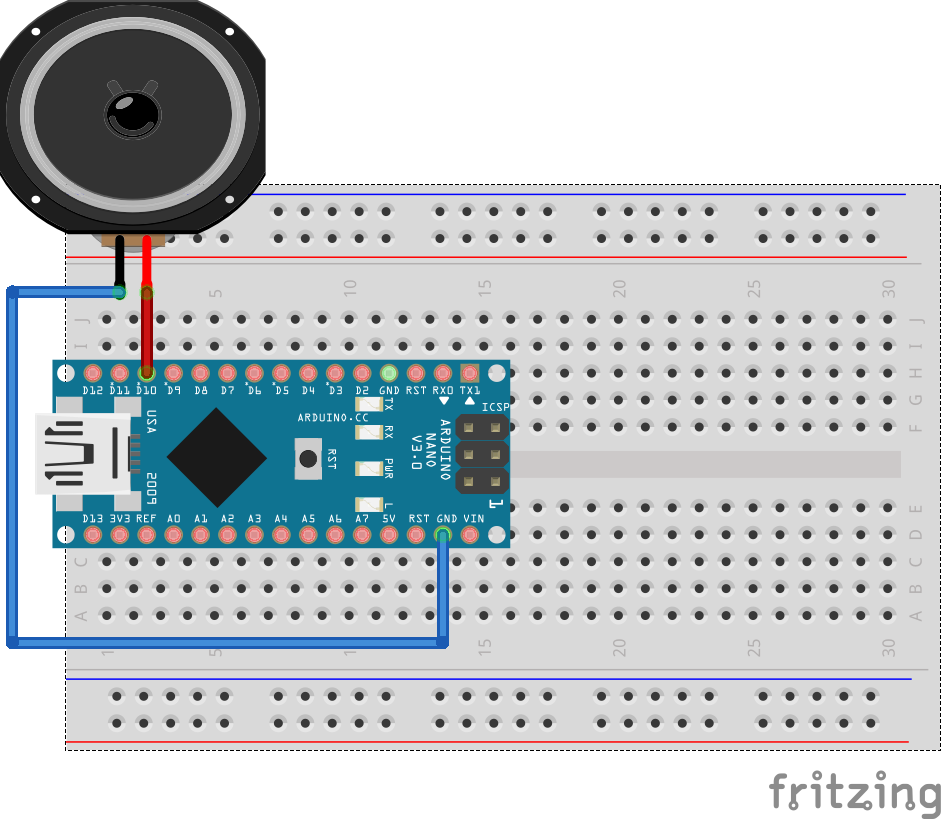 5 10 15 20 25 30
J J
I I
H
G
F
D12 D11 D10 D9 D8 D7 D6 D5 D4 D3 D2 GND RST RX0 TX1
ICSP
TX
ARDUINO.CC
RX
RST
PWR
L
USA
2005
ARDUINO
NANO
V3.0
1
D13 3V3 REF A0 A1 A2 A3 A4 A5 A6 A7 5V RST GND VIN
E
D
C C
B B
A A
1 5 10 15 20 25 30
fritzing